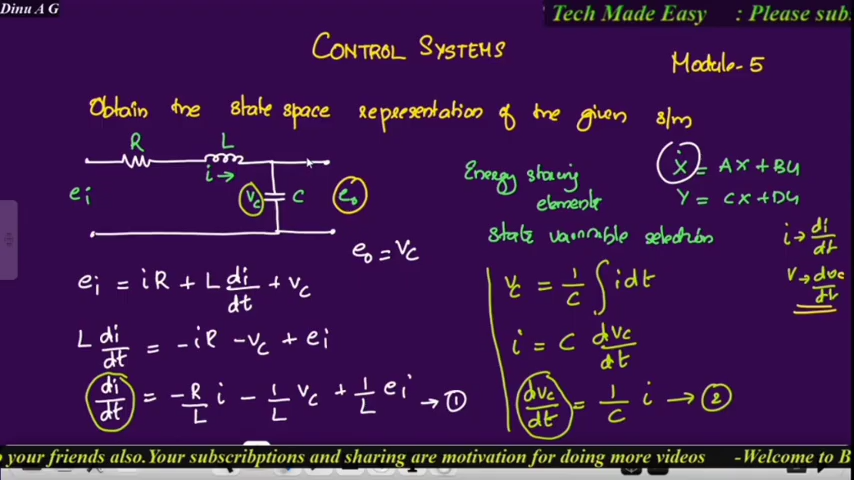 Dinu A G
Tech Made Easy : Please sub.
CONTROL SYSTEMS
Module-5
Obtain the state space representation of the given s/m
R
L
i →
ei
Vc
C
eo
eo = Vc
Energy storing
elements
State variable selection
Ẋ = AX + BU
Y = CX + DU
i → di/dt
V → dvc/dt
ei = iR + L di/dt + vc
L di/dt = -iR - vc + ei
di/dt = -R/L i - 1/L vc + 1/L ei → ①
vc = 1/C ∫ i dt
i = C dvc/dt
dvc/dt = 1/C i → ②
o your friends also.Your subscribptions and sharing are motivation for doing more videos -Welcome to B